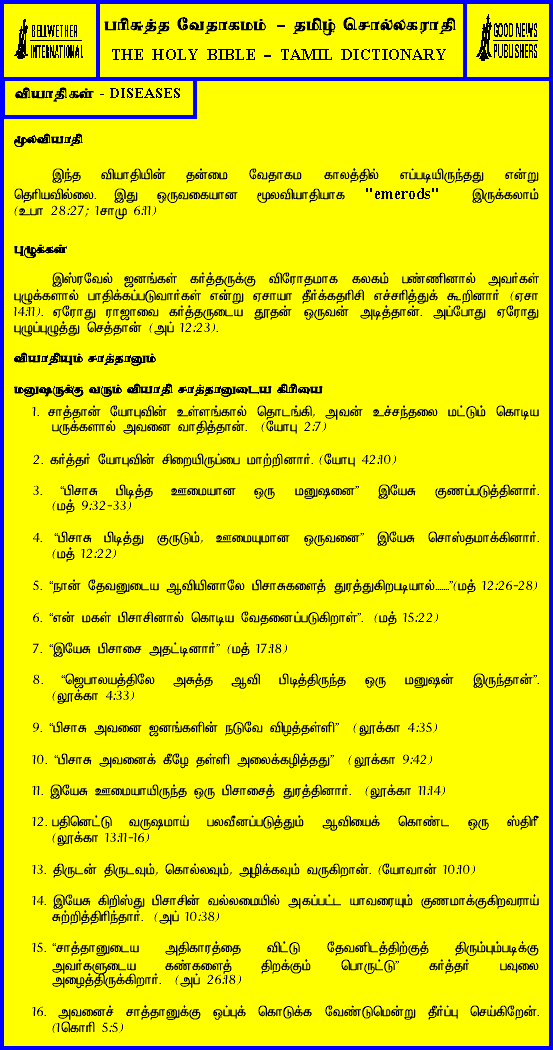 BELLWETHER
INTERNATIONAL
பரிசுத்த வேதாகமம் - தமிழ் சொல்லகராதி
THE HOLY BIBLE - TAMIL DICTIONARY
GOOD NEWS
PUBLISHERS
வியாதிகள் - DISEASES
மூலவியாதி
இந்த வியாதியின் தன்மை வேதாகம காலத்தில் எப்படியிருந்தது என்று
தெரியவில்லை. இது ஒருவகையான மூலவியாதியாக "emerods" இருக்கலாம்
(உபா 28:27; 1சாமு 6:11)
புழுக்கள்
இஸ்ரவேல் ஜனங்கள் கர்த்தருக்கு விரோதமாக கலகம் பண்ணினால் அவர்கள்
புழுக்களால் பாதிக்கப்படுவார்கள் என்று ஏசாயா தீர்க்கதரிசி எச்சரித்துக் கூறினார் (ஏசா
14:11). ஏரோது ராஜாவை கர்த்தருடைய தூதன் ஒருவன் அடித்தான். அப்போது ஏரோது
புழுப்புழுத்து செத்தான் (அப் 12:23).
வியாதியும் சாத்தானும்
மனுஷருக்கு வரும் வியாதி சாத்தானுடைய கிரியை
1. சாத்தான் யோபுவின் உள்ளங்கால் தொடங்கி, அவன் உச்சந்தலை மட்டும் கொடிய
பருக்களால் அவனை வாதித்தான். (யோபு 2:7)
2. கர்த்தர் யோபுவின் சிறையிருப்பை மாற்றினார். (யோபு 42:10)
3. “பிசாசு பிடித்த ஊமையான ஒரு மனுஷனை” இயேசு குணப்படுத்தினார்.
(மத் 9:32-33)
4. “பிசாசு பிடித்து குருடும், ஊமையுமான ஒருவனை” இயேசு சொஸ்தமாக்கினார்.
(மத் 12:22)
5. “நான் தேவனுடைய ஆவியினாலே பிசாசுகளைத் துரத்துகிறபடியால்.......”(மத் 12:26-28)
6. “என் மகள் பிசாசினால் கொடிய வேதனைப்படுகிறாள்”. (மத் 15:22)
7. “இயேசு பிசாசை அதட்டினார்” (மத் 17:18)
8. “ஜெபாலயத்திலே அசுத்த ஆவி பிடித்திருந்த ஒரு மனுஷன் இருந்தான்”.
(லூக்கா 4:33)
9. “பிசாசு அவனை ஜனங்களின் நடுவே விழத்தள்ளி” (லூக்கா 4:35)
10. “பிசாசு அவனைக் கீழே தள்ளி அலைக்கழித்தது” (லூக்கா 9:42)
11. இயேசு ஊமையாயிருந்த ஒரு பிசாசைத் துரத்தினார். (லூக்கா 11:14)
12. பதினெட்டு வருஷமாய் பலவீனப்படுத்தும் ஆவியைக் கொண்ட ஒரு ஸ்திரீ
(லூக்கா 13:11-16)
13. திருடன் திருடவும், கொல்லவும், அழிக்கவும் வருகிறான். (யோவான் 10:10)
14. இயேசு கிறிஸ்து பிசாசின் வல்லமையில் அகப்பட்ட யாவரையும் குணமாக்குகிறவராய்
சுற்றித்திரிந்தார். (அப் 10:38)
15. “சாத்தானுடைய அதிகாரத்தை விட்டு தேவனிடத்திற்குத் திரும்பும்படிக்கு
அவர்களுடைய கண்களைத் திறக்கும் பொருட்டு” கர்த்தர் பவுலை
அழைத்திருக்கிறார். (அப் 26:18)
16. அவனைச் சாத்தானுக்கு ஒப்புக் கொடுக்க வேண்டுமென்று தீர்ப்பு செய்கிறேன்.
(1கொரி 5:5)